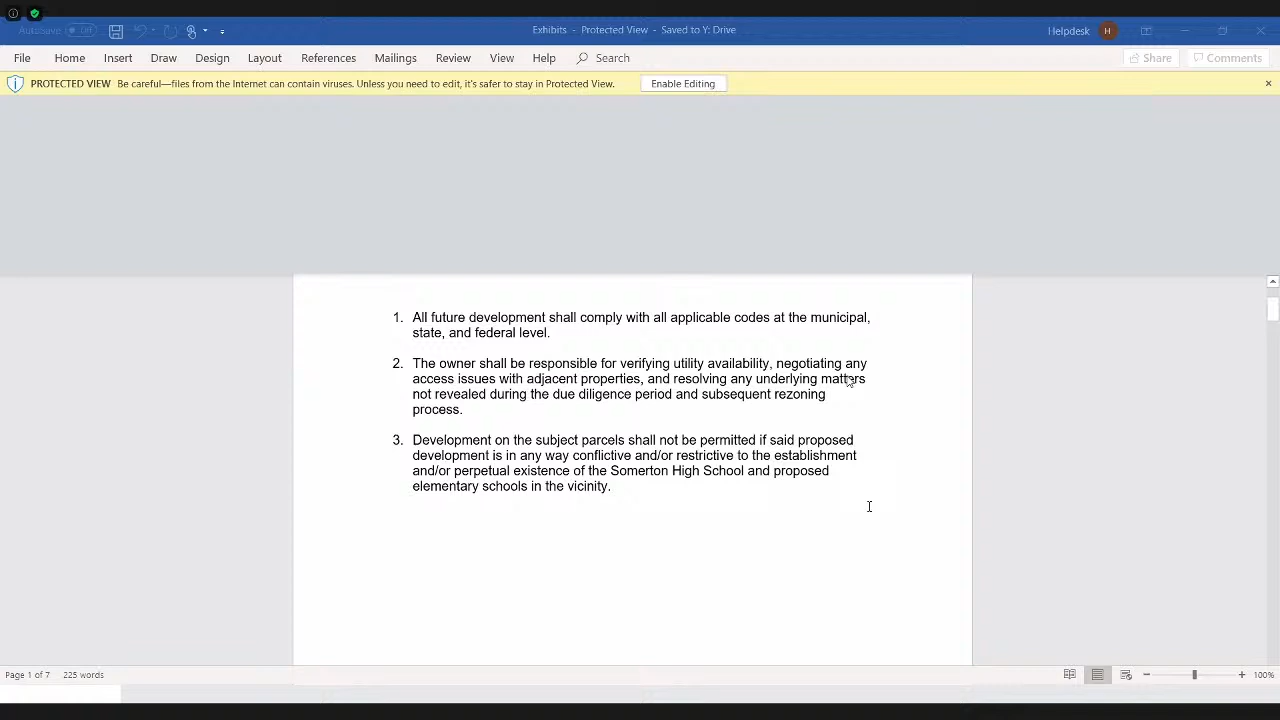 AutoSave Off
Exhibits - Protected View - Saved to Y: Drive
Helpdesk H
File Home Insert Draw Design Layout References Mailings Review View Help Search Share Comments
PROTECTED VIEW Be careful—files from the Internet can contain viruses. Unless you need to edit, it's safer to stay in Protected View. Enable Editing
1. All future development shall comply with all applicable codes at the municipal,
state, and federal level.
2. The owner shall be responsible for verifying utility availability, negotiating any
access issues with adjacent properties, and resolving any underlying matters
not revealed during the due diligence period and subsequent rezoning
process.
3. Development on the subject parcels shall not be permitted if said proposed
development is in any way conflictive and/or restrictive to the establishment
and/or perpetual existence of the Somerton High School and proposed
elementary schools in the vicinity.
Page 1 of 7 225 words 100%